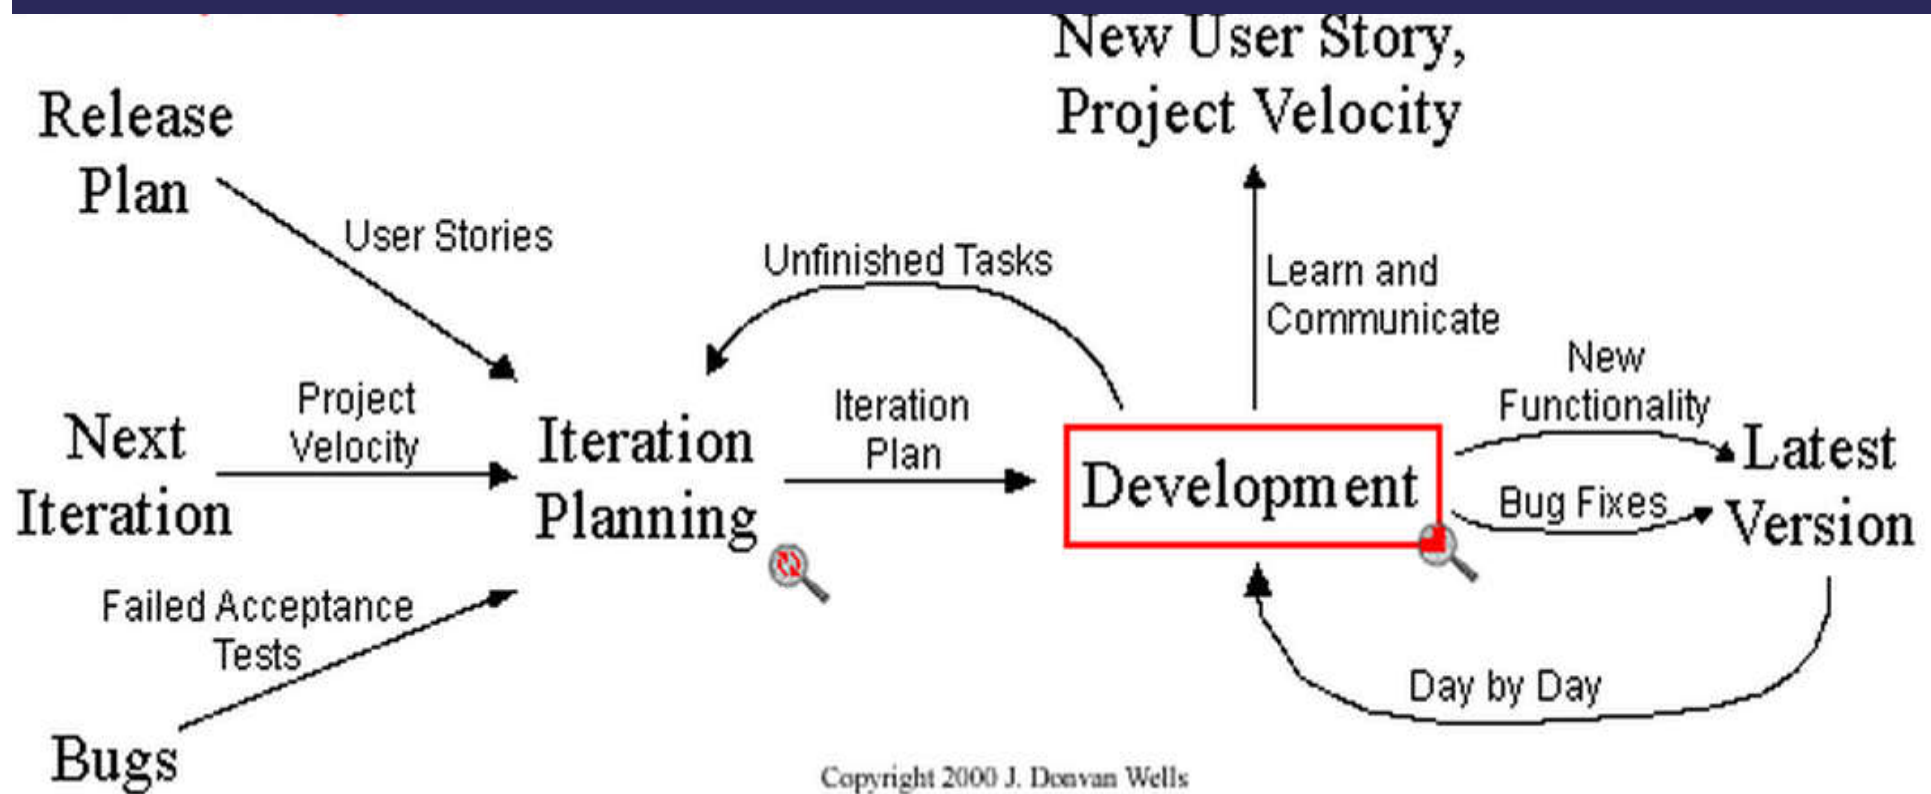 New User Story,
Project Velocity
Release
Plan
User Stories
Unfinished Tasks
Learn and
Communicate
New
Functionality
Project
Velocity
Iteration
Plan
Next
Iteration
Iteration
Planning
Development
Latest
Version
Bug Fixes
Failed Acceptance
Tests
Day by Day
Bugs
Copyright 2000 J. Donvan Wells